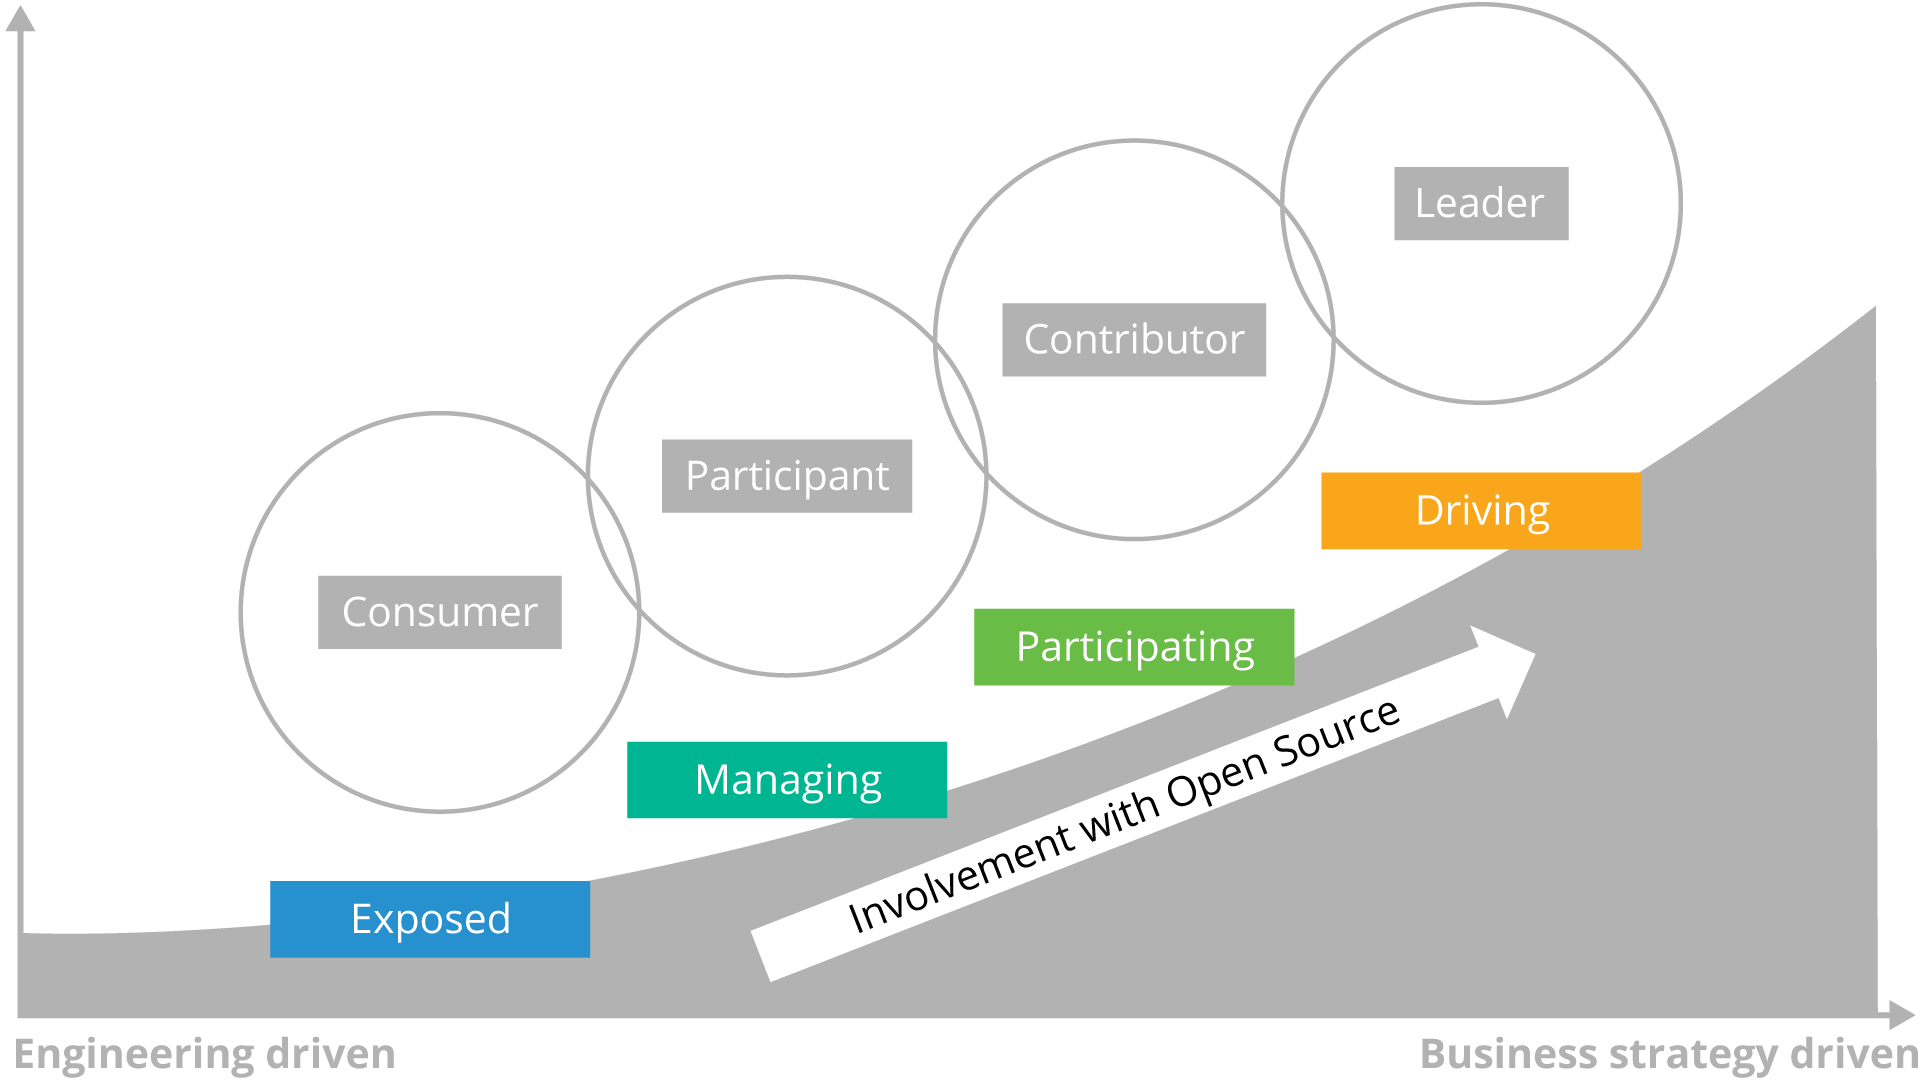 Leader
Contributor
Participant
Consumer
Driving
Participating
Managing
Exposed
Involvement with Open Source
Engineering driven
Business strategy driven